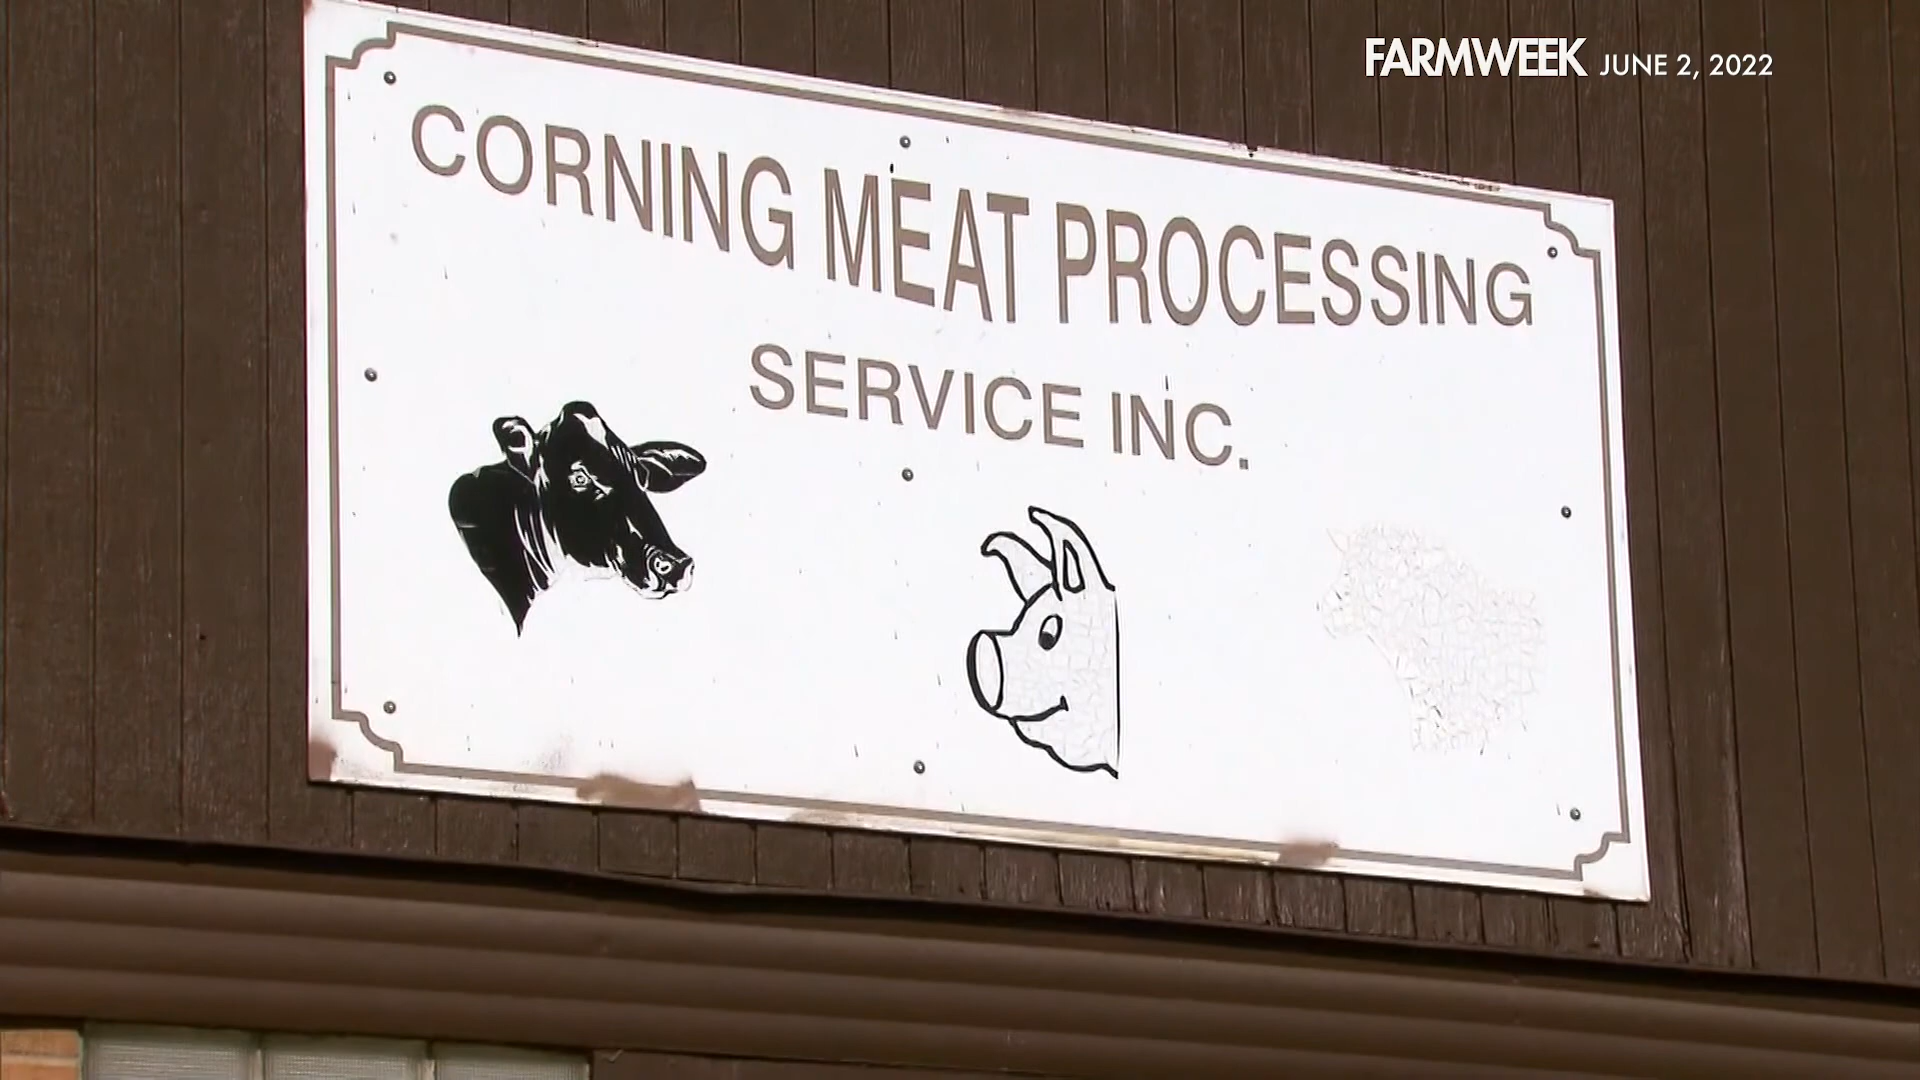 FARMWEEK JUNE 2, 2022
CORNING MEAT PROCESSING
SERVICE INC.